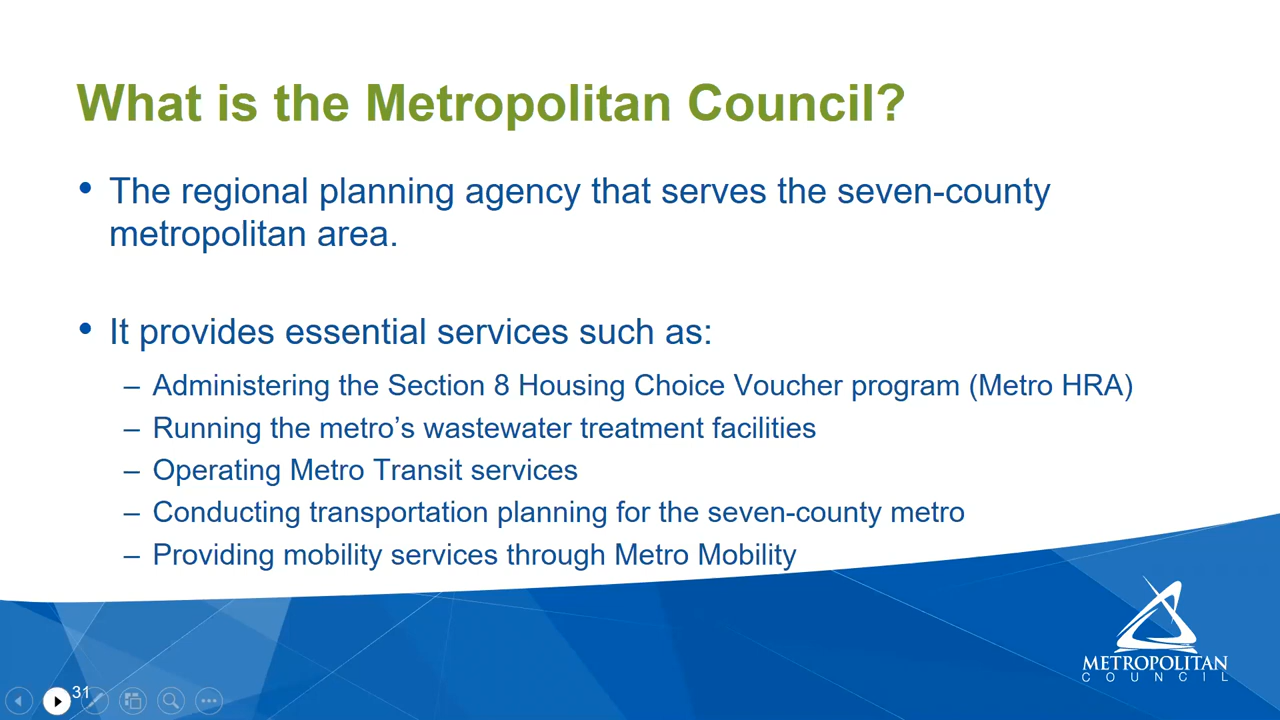 What is the Metropolitan Council?
• The regional planning agency that serves the seven-county
metropolitan area.
• It provides essential services such as:
– Administering the Section 8 Housing Choice Voucher program (Metro HRA)
– Running the metro’s wastewater treatment facilities
– Operating Metro Transit services
– Conducting transportation planning for the seven-county metro
– Providing mobility services through Metro Mobility
METROPOLITAN
COUNCIL
31